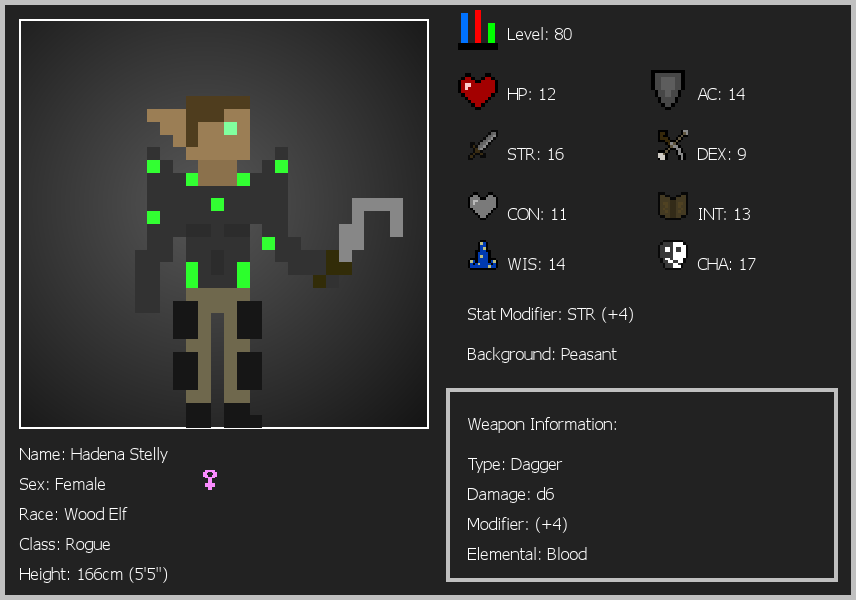 Level: 80
HP: 12
AC: 14
STR: 16
DEX: 9
CON: 11
INT: 13
WIS: 14
CHA: 17
Stat Modifier: STR (+4)
Background: Peasant
Weapon Information:
Type: Dagger
Damage: d6
Modifier: (+4)
Elemental: Blood
Name: Hadena Stelly
Sex: Female
Race: Wood Elf
Class: Rogue
Height: 166cm (5'5")